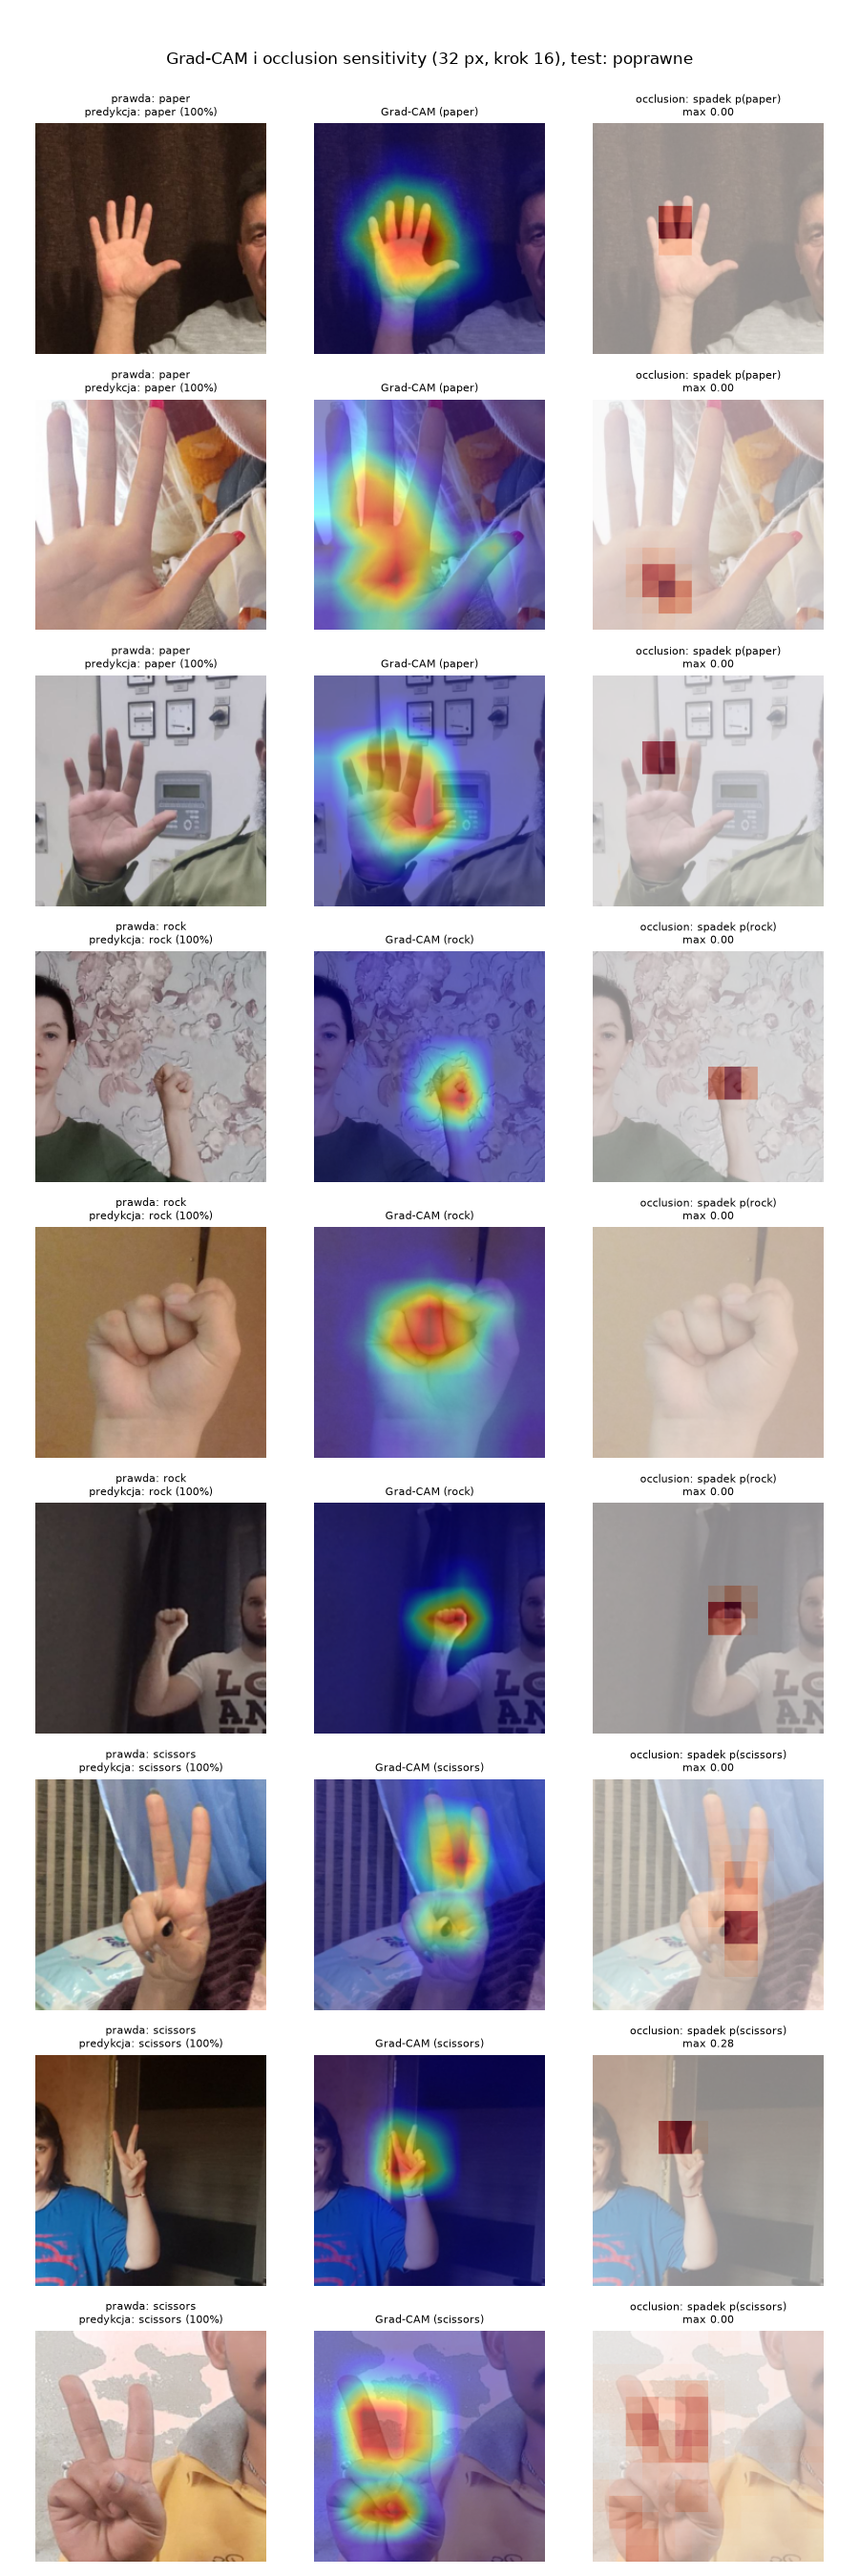 Grad-CAM i occlusion sensitivity (32 px, krok 16), test: poprawne
prawda: paper
predykcja: paper (100%)
Grad-CAM (paper)
occlusion: spadek p(paper)
max 0.00
prawda: paper
predykcja: paper (100%)
Grad-CAM (paper)
occlusion: spadek p(paper)
max 0.00
prawda: paper
predykcja: paper (100%)
Grad-CAM (paper)
occlusion: spadek p(paper)
max 0.00
prawda: rock
predykcja: rock (100%)
Grad-CAM (rock)
occlusion: spadek p(rock)
max 0.00
prawda: rock
predykcja: rock (100%)
Grad-CAM (rock)
occlusion: spadek p(rock)
max 0.00
prawda: rock
predykcja: rock (100%)
Grad-CAM (rock)
occlusion: spadek p(rock)
max 0.00
LO
AN
LO
AN
LO
AN
prawda: scissors
predykcja: scissors (100%)
Grad-CAM (scissors)
occlusion: spadek p(scissors)
max 0.00
prawda: scissors
predykcja: scissors (100%)
Grad-CAM (scissors)
occlusion: spadek p(scissors)
max 0.28
prawda: scissors
predykcja: scissors (100%)
Grad-CAM (scissors)
occlusion: spadek p(scissors)
max 0.00